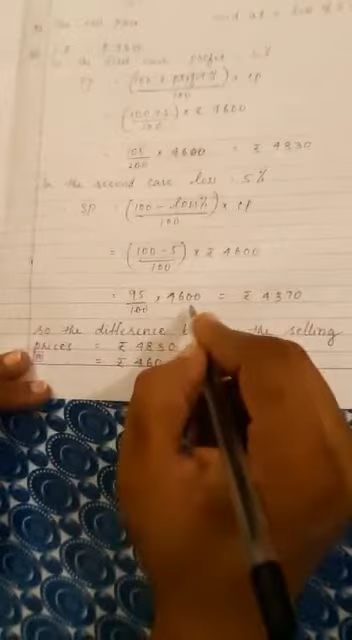 the first case profit = 5%
SP = (100 + profit%/100) × CP
= (100+5/100) × ₹ 4600
105/100 × 4600 = ₹ 4830
In the second case loss = 5%
SP = (100 - loss%/100) × CP
= (100-5/100) × ₹ 4600
= 95/100 × 4600 = ₹ 4370
so the difference the selling
prices = ₹ 4830
= ₹ 460